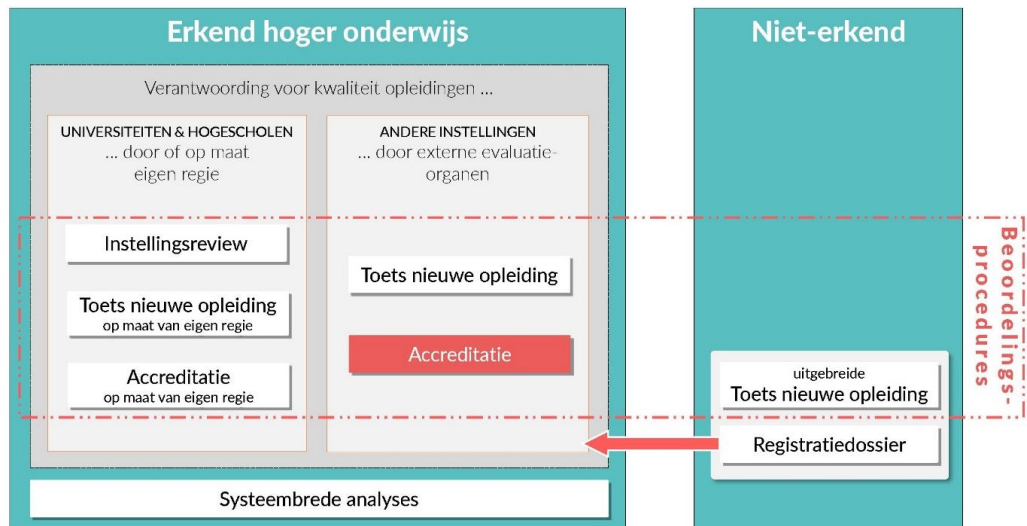 Erkend hoger onderwijs
Verantwoording voor kwaliteit opleidingen ...
UNIVERSITEITEN & HOGESCHOLEN
... door of op maat
eigen regie
Instellingsreview
Toets nieuwe opleiding
op maat van eigen regie
Accreditatie
op maat van eigen regie
ANDERE INSTELLINGEN
... door externe evaluatie-
organen
Toets nieuwe opleiding
Accreditatie
Systeembrede analyses
Niet-erkend
uitgebreide
Toets nieuwe opleiding
Registratiedossier
Beoordelings-
procedures